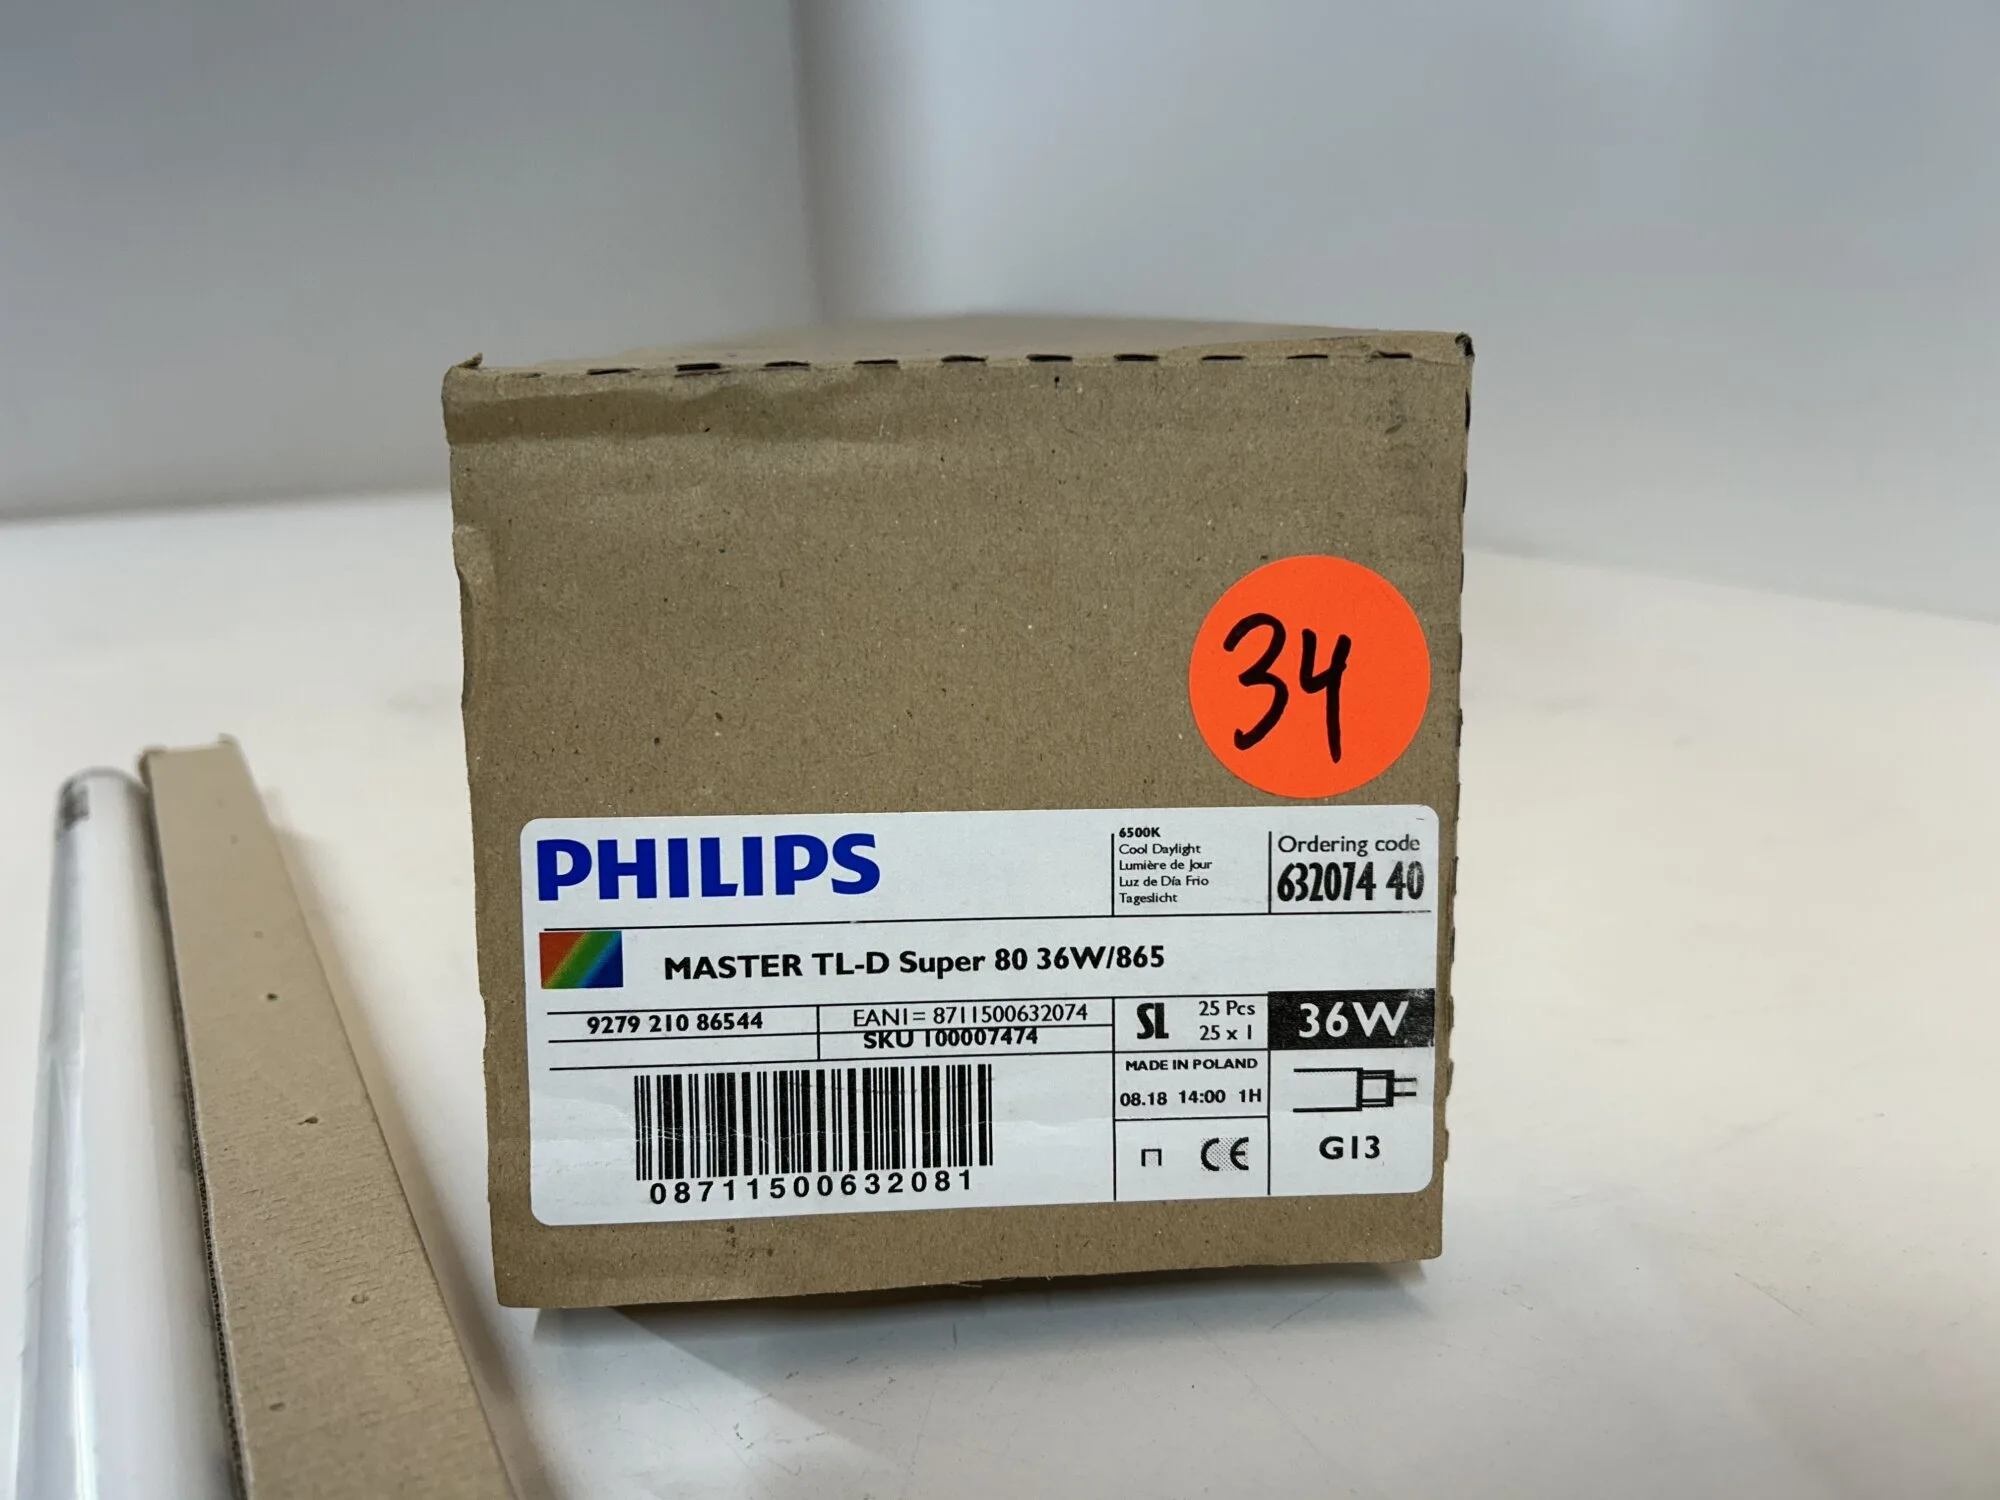 34
PHILIPS
6500K
Cool Daylight
Lumière de Jour
Luz de Día Frio
Tageslicht
Ordering code
632074 40
MASTER TL-D Super 80 36W/865
9279 210 86544
EAN1= 8711500632074
SKU 100007474
SL
25 Pcs
25 x 1
36W
MADE IN POLAND
08.18 14:00 1H
CE
G13
08711500632081